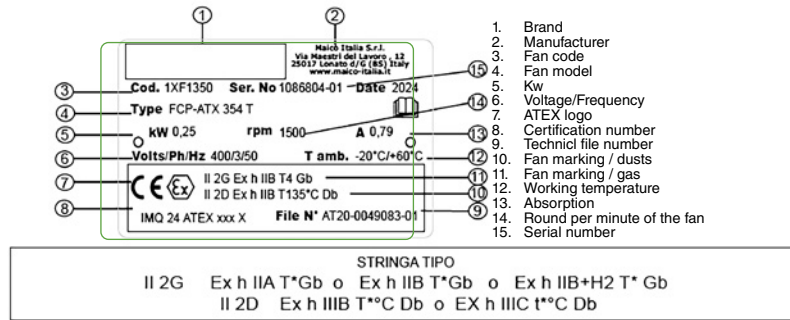 1
2
Maico Italia S.r.l.
Via Maestri del Lavoro , 12
25017 Lonato d/G (BS) Italy
www.maico-italia.it
3 Cod. 1XF1350 Ser. No 1086804-01 Date 2024 15
4 Type FCP-ATX 354 T 14
5 kW 0,25 rpm 1500 A 0,79 13
6 Volts/Ph/Hz 400/3/50 T amb. -20°C/+60°C 12
7 CE Ex II 2G Ex h IIB T4 Gb 11
II 2D Ex h IIB T135°C Db 10
8 IMQ 24 ATEX xxx X File N° AT20-0049083-01 9
1. Brand
2. Manufacturer
3. Fan code
4. Fan model
5. Kw
6. Voltage/Frequency
7. ATEX logo
8. Certification number
9. Technicl file number
10. Fan marking / dusts
11. Fan marking / gas
12. Working temperature
13. Absorption
14. Round per minute of the fan
15. Serial number
STRINGA TIPO
II 2G Ex h IIA T*Gb o Ex h IIB T*Gb o Ex h IIB+H2 T* Gb
II 2D Ex h IIIB T*°C Db o EX h IIIC t*°C Db